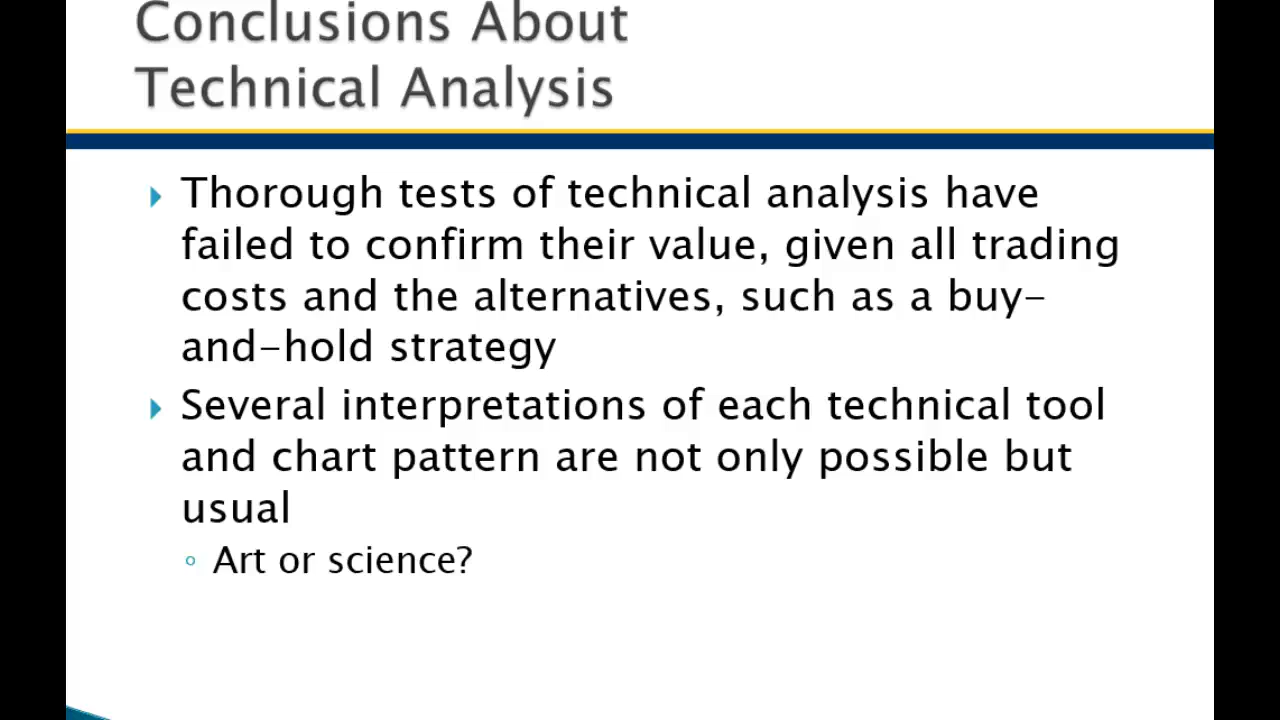 Conclusions About
Technical Analysis
Thorough tests of technical analysis have
failed to confirm their value, given all trading
costs and the alternatives, such as a buy-
and-hold strategy
Several interpretations of each technical tool
and chart pattern are not only possible but
usual
Art or science?